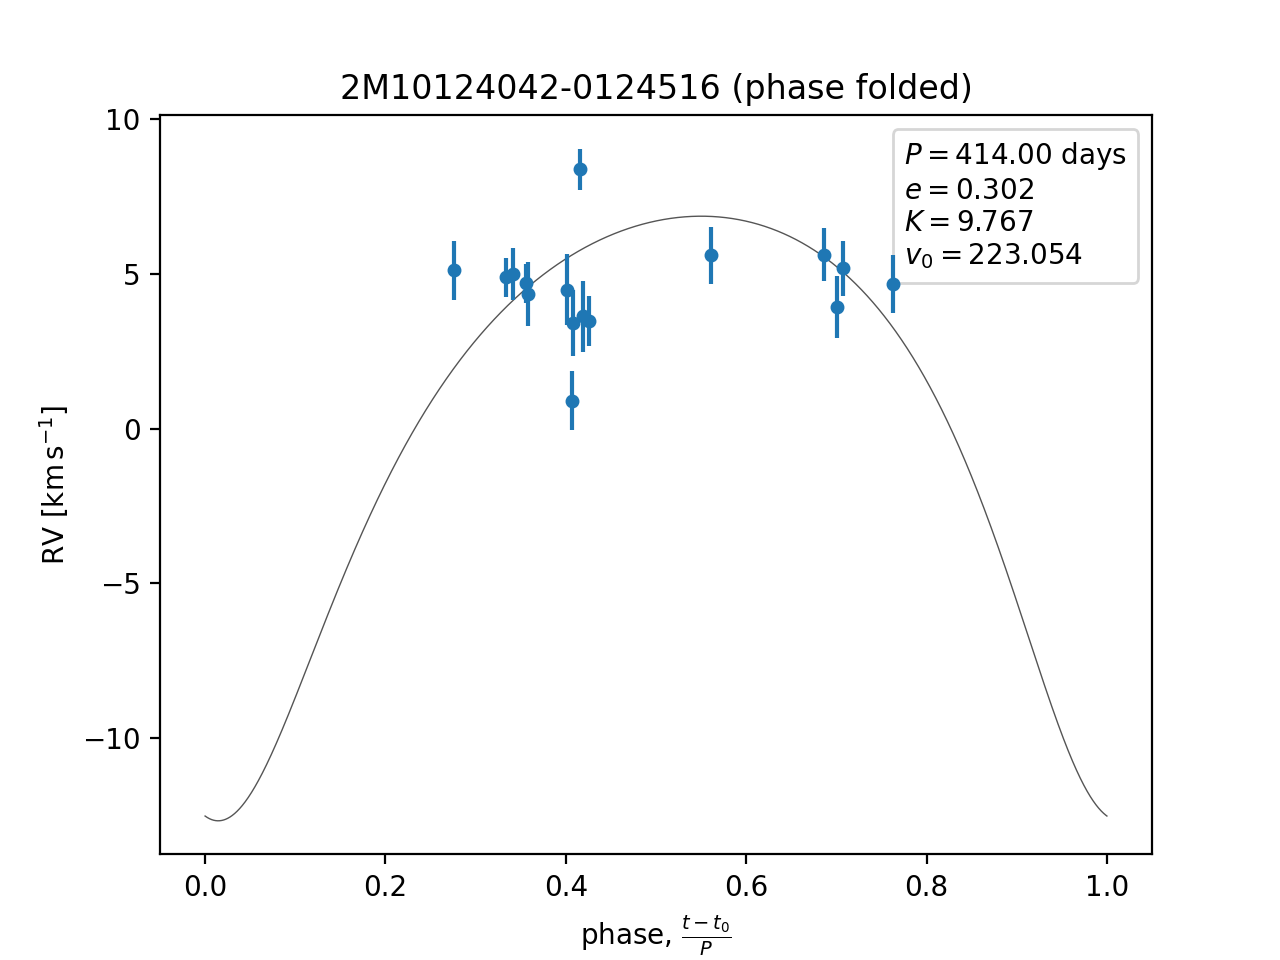 2M10124042-0124516 (phase folded)
P = 414.00 days
e = 0.302
K = 9.767
v₀ = 223.054
10
5
0
−5
−10
RV [km s⁻¹]
0.0 0.2 0.4 0.6 0.8 1.0
phase, (t − t₀)/P